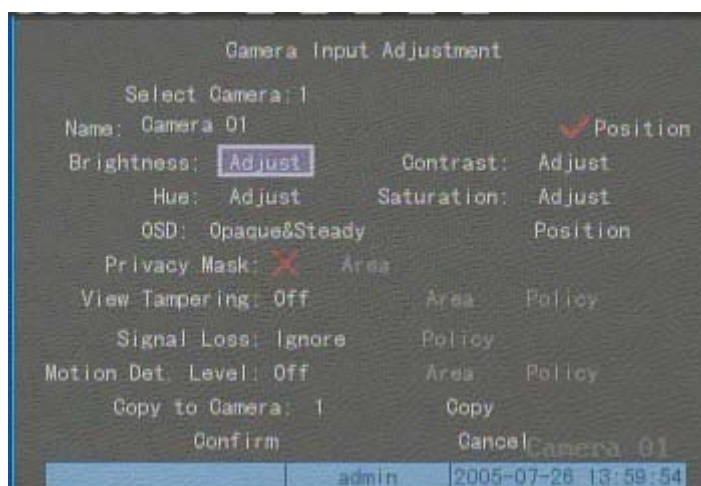 Camera Input Adjustment
Select Camera: 1
Name: Camera 01 Position
Brightness: Adjust Contrast: Adjust
Hue: Adjust Saturation: Adjust
OSD: Opaque&Steady Position
Privacy Mask: Area
View Tampering: Off Area Policy
Signal Loss: Ignore Policy
Motion Det. Level: Off Area Policy
Copy to Camera: 1 Copy
Confirm Cancel
Camera 01
admin 2005-07-26 13:59:54